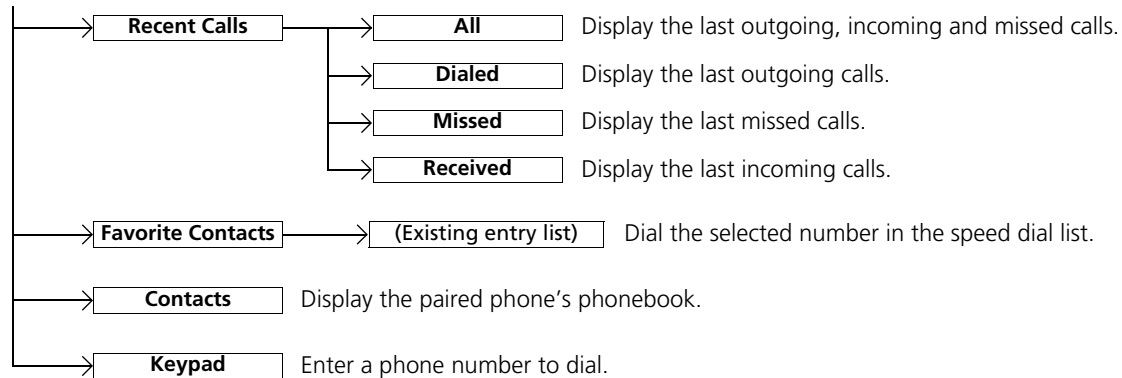 Recent Calls All Display the last outgoing, incoming and missed calls.
Dialed Display the last outgoing calls.
Missed Display the last missed calls.
Received Display the last incoming calls.
Favorite Contacts (Existing entry list) Dial the selected number in the speed dial list.
Contacts Display the paired phone’s phonebook.
Keypad Enter a phone number to dial.